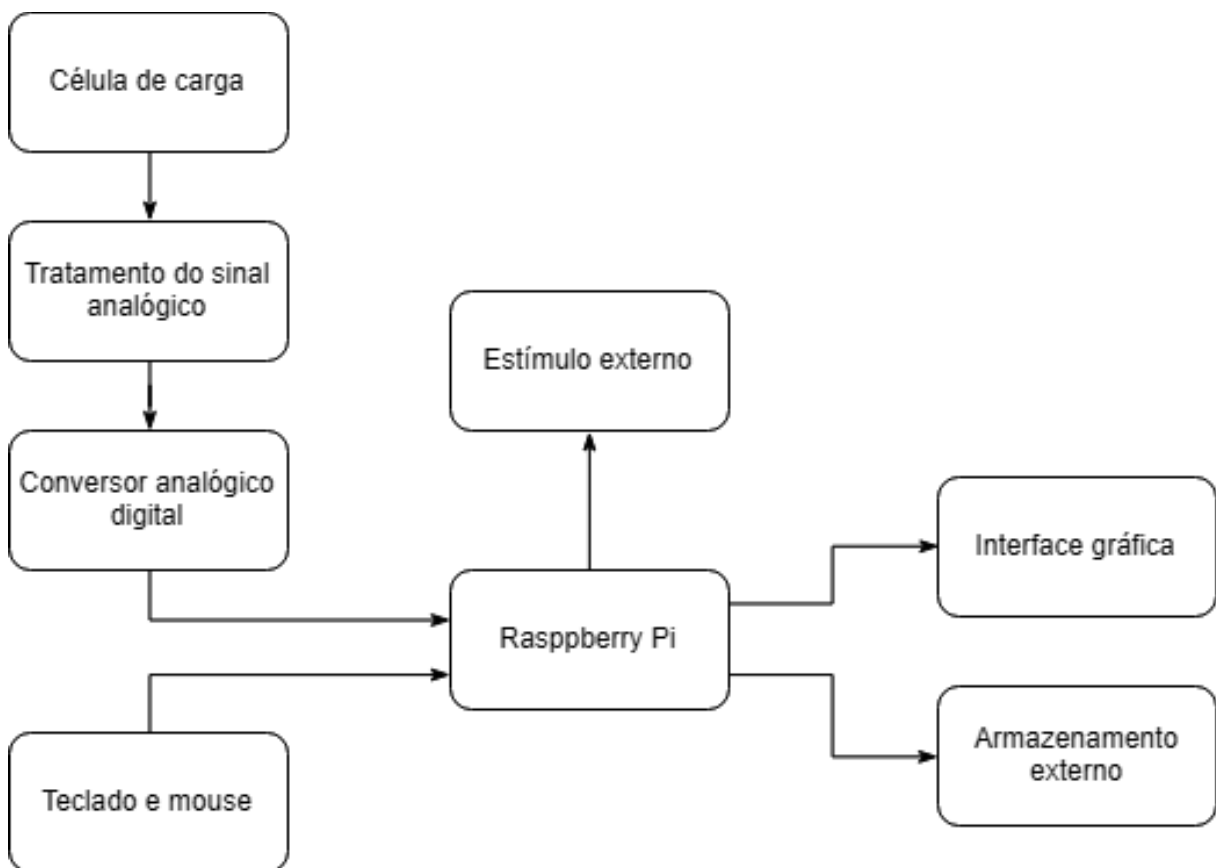 Célula de carga
Tratamento do sinal
analógico
Conversor analógico
digital
Estímulo externo
Interface gráfica
Rasppberry Pi
Armazenamento
externo
Teclado e mouse